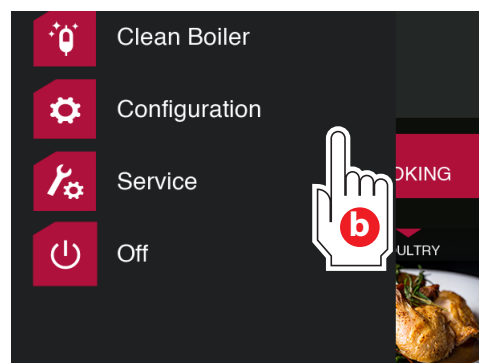 Clean Boiler
Configuration
OKING
Service
b
ULTRY
Off